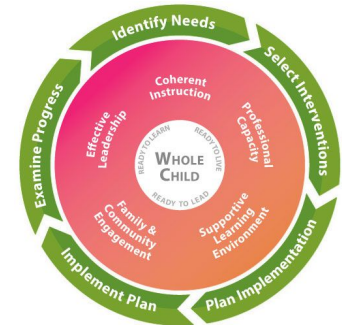 Identify Needs
Select Interventions
Plan Implementation
Implement Plan
Examine Progress
Coherent
Instruction
Professional
Capacity
Supportive
Learning
Environment
Family &
Community
Engagement
Effective
Leadership
READY TO LEARN
READY TO LIVE
READY TO LEAD
WHOLE
CHILD